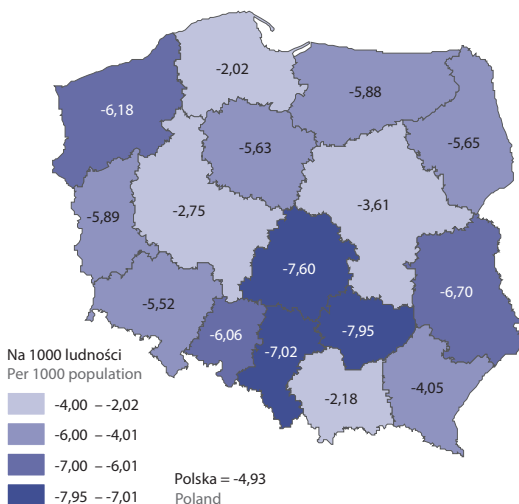 -2,02
-5,88
-6,18
-5,63
-5,65
-3,61
-2,75
-5,89
-7,60
-6,70
-5,52
-7,95
-6,06
-7,02
-4,05
-2,18
Na 1000 ludności
Per 1000 population
-4,00 – -2,02
-6,00 – -4,01
-7,00 – -6,01
-7,95 – -7,01
Polska = -4,93
Poland